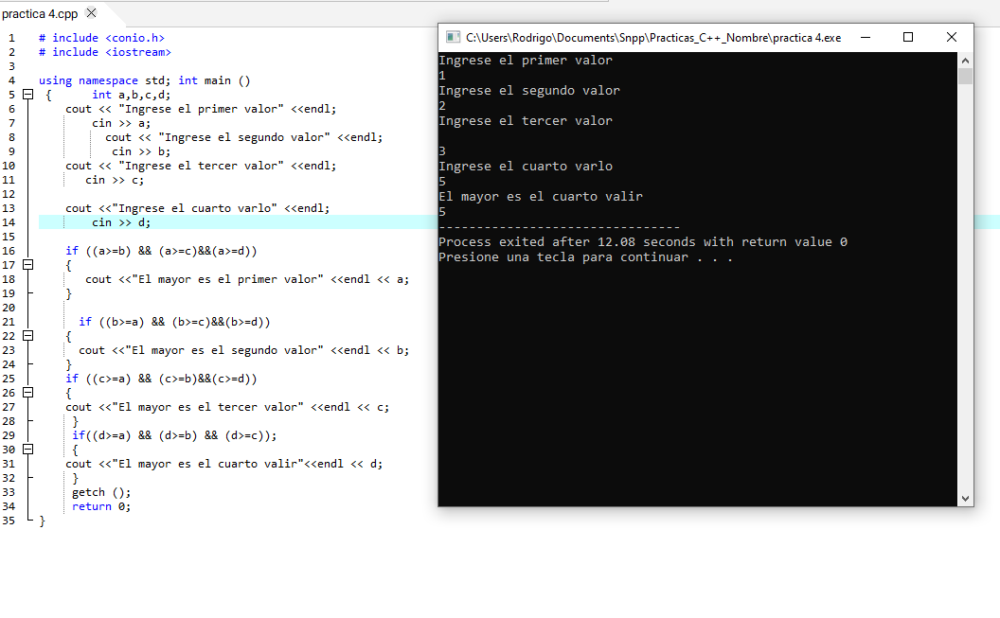 practica 4.cpp
1 # include <conio.h>
2 # include <iostream>
3
4 using namespace std; int main ()
5 { int a,b,c,d;
6 cout << "Ingrese el primer valor" <<endl;
7 cin >> a;
8 cout << "Ingrese el segundo valor" <<endl;
9 cin >> b;
10 cout << "Ingrese el tercer valor" <<endl;
11 cin >> c;
12
13 cout <<"Ingrese el cuarto varlo" <<endl;
14 cin >> d;
15
16 if ((a>=b) && (a>=c)&&(a>=d))
17 {
18 cout <<"El mayor es el primer valor" <<endl << a;
19 }
20
21 if ((b>=a) && (b>=c)&&(b>=d))
22 {
23 cout <<"El mayor es el segundo valor" <<endl << b;
24 }
25 if ((c>=a) && (c>=b)&&(c>=d))
26 {
27 cout <<"El mayor es el tercer valor" <<endl << c;
28 }
29 if((d>=a) && (d>=b) && (d>=c));
30 {
31 cout <<"El mayor es el cuarto valir"<<endl << d;
32 }
33 getch ();
34 return 0;
35 }
C:\Users\Rodrigo\Documents\Snpp\Practicas_C++_Nombre\practica 4.exe
Ingrese el primer valor
1
Ingrese el segundo valor
2
Ingrese el tercer valor
3
Ingrese el cuarto varlo
5
El mayor es el cuarto valir
5
--------------------------------
Process exited after 12.08 seconds with return value 0
Presione una tecla para continuar . . .